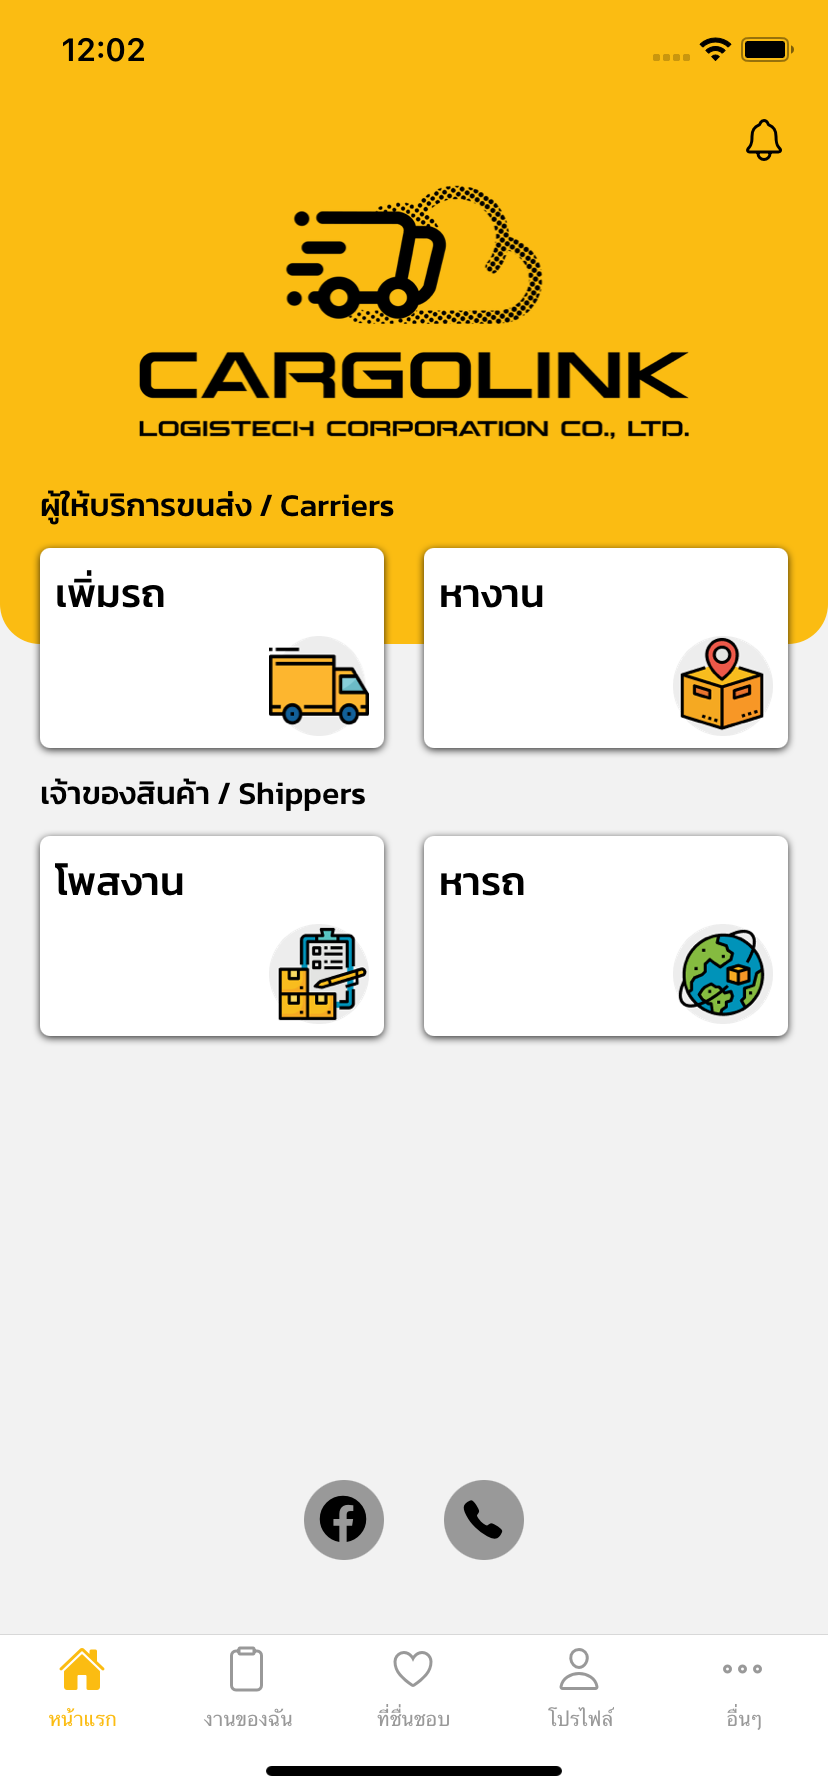 12:02
CARGOLINK
LOGISTECH CORPORATION CO., LTD.
ผู้ให้บริการขนส่ง / Carriers
เพิ่มรถ
หางาน
เจ้าของสินค้า / Shippers
โพสงาน
หารถ
หน้าแรก
งานของฉัน
ที่ชื่นชอบ
โปรไฟล์
อื่นๆ